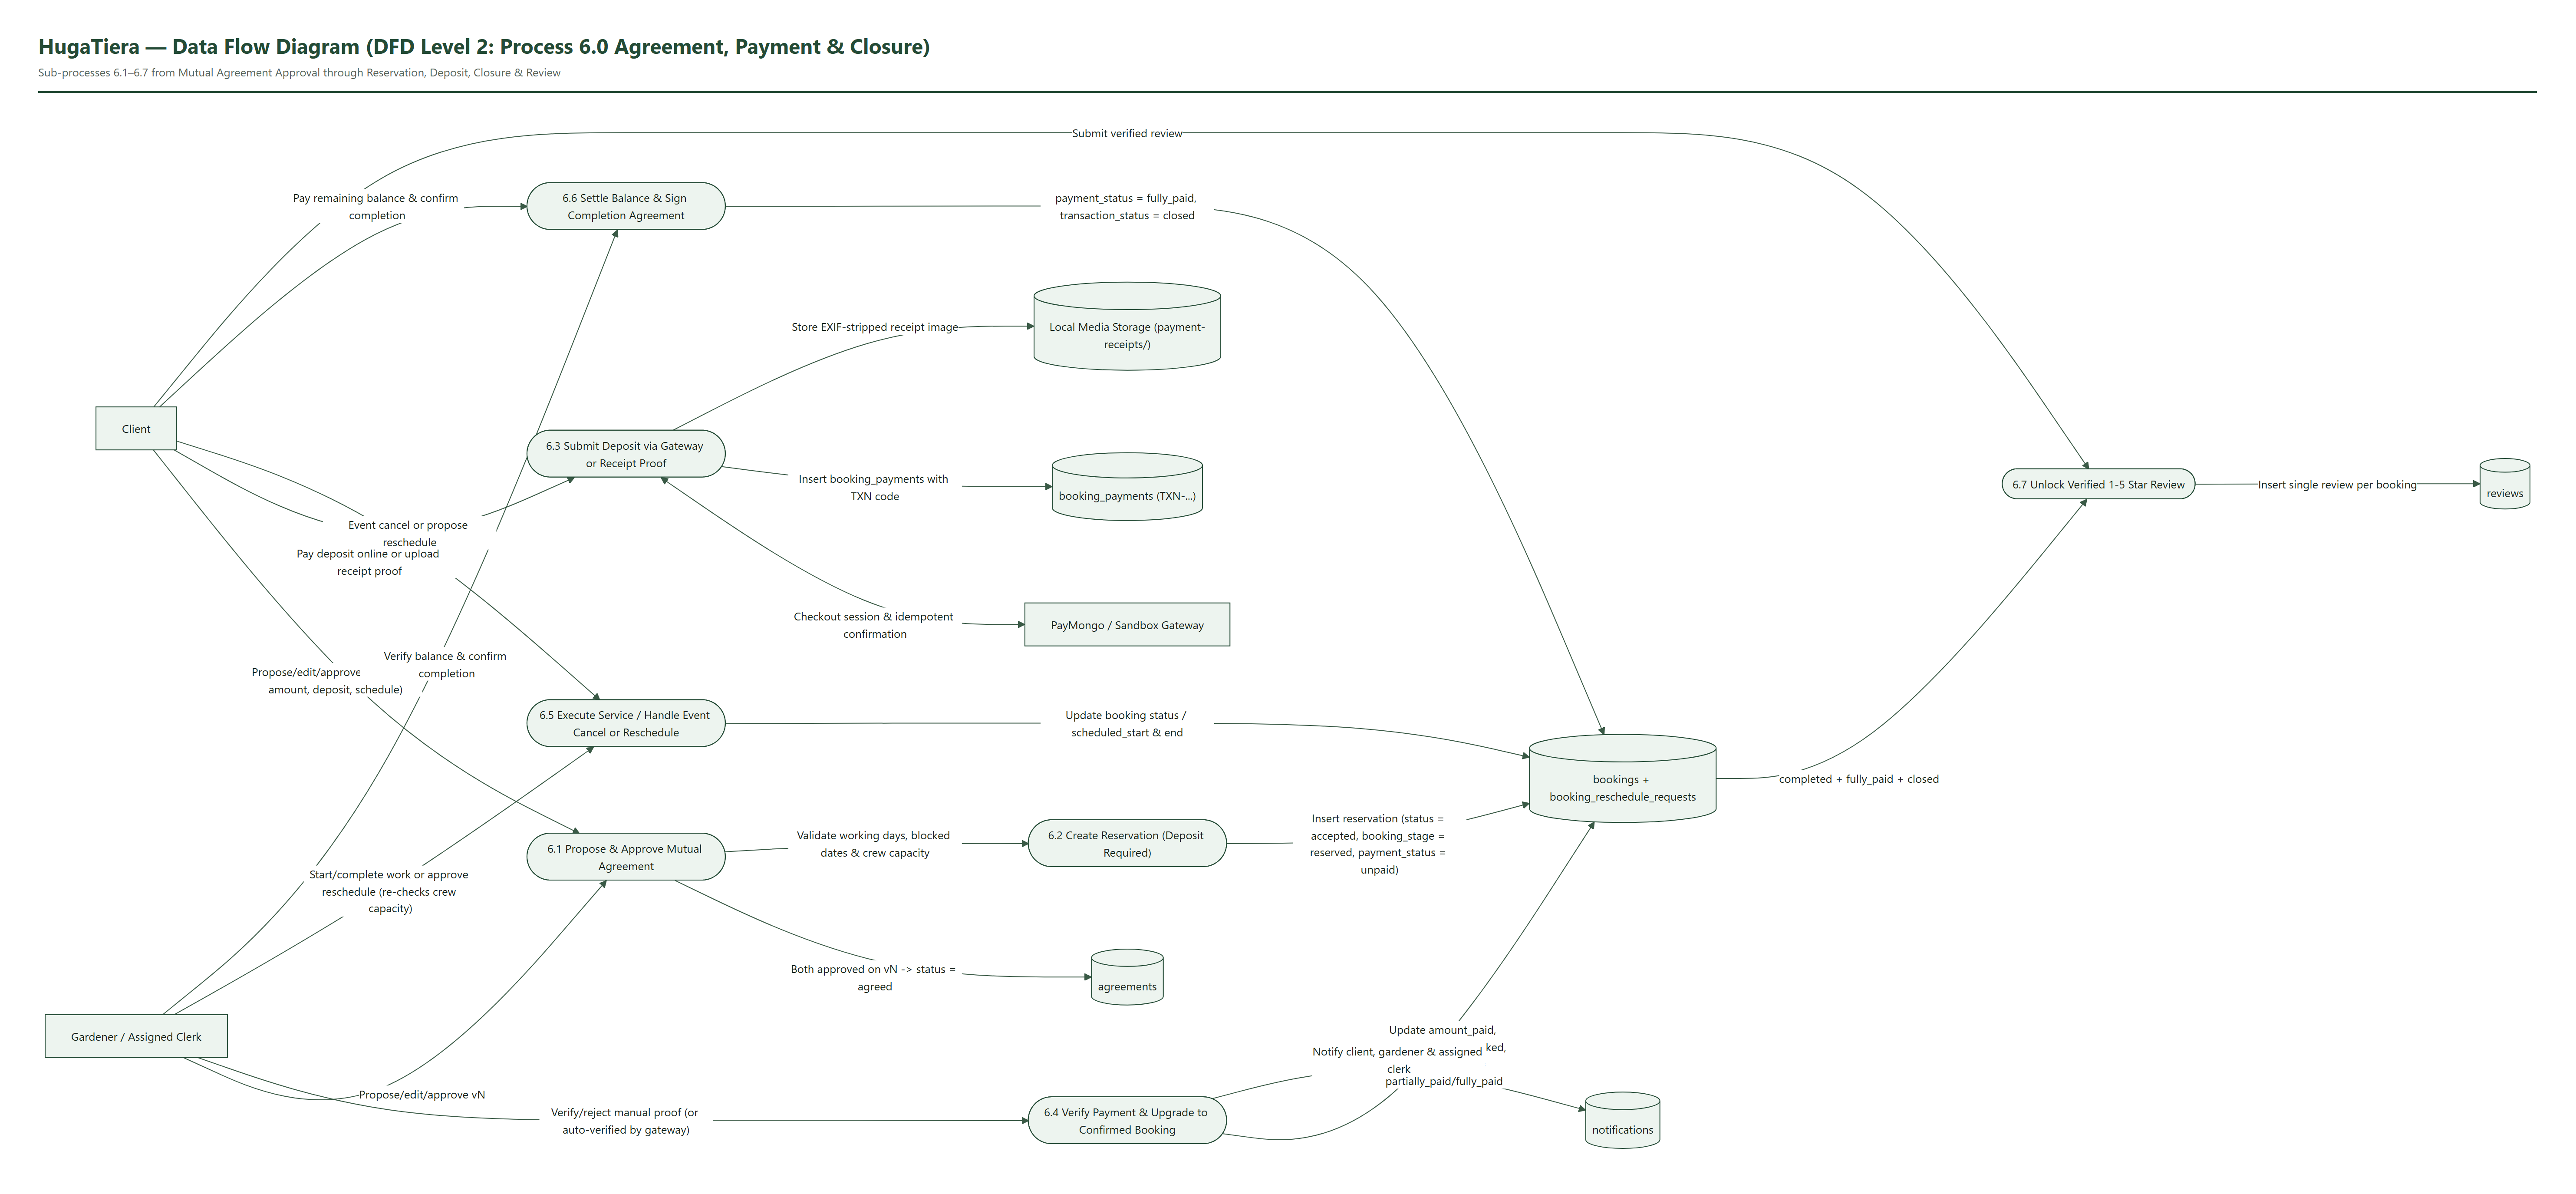 HugaTiera — Data Flow Diagram (DFD Level 2: Process 6.0 Agreement, Payment & Closure)
Sub-processes 6.1–6.7 from Mutual Agreement Approval through Reservation, Deposit, Closure & Review
Submit verified review
Pay remaining balance & confirm
completion
6.6 Settle Balance & Sign
Completion Agreement
payment_status = fully_paid,
transaction_status = closed
Store EXIF-stripped receipt image
Local Media Storage (payment-
receipts/)
Client
6.3 Submit Deposit via Gateway
or Receipt Proof
Insert booking_payments with
TXN code
booking_payments (TXN-...)
6.7 Unlock Verified 1-5 Star Review
Insert single review per booking
reviews
Event cancel or propose
reschedule
Pay deposit online or upload
receipt proof
Checkout session & idempotent
confirmation
PayMongo / Sandbox Gateway
Verify balance & confirm
completion
Propose/edit/approve
amount, deposit, schedule)
6.5 Execute Service / Handle Event
Cancel or Reschedule
Update booking status /
scheduled_start & end
bookings +
booking_reschedule_requests
completed + fully_paid + closed
6.1 Propose & Approve Mutual
Agreement
Validate working days, blocked
dates & crew capacity
6.2 Create Reservation (Deposit
Required)
Insert reservation (status =
accepted, booking_stage =
reserved, payment_status =
unpaid)
Start/complete work or approve
reschedule (re-checks crew
capacity)
Both approved on vN -> status =
agreed
agreements
Gardener / Assigned Clerk
Update amount_paid,
ked,
Notify client, gardener & assigned
clerk
partially_paid/fully_paid
Propose/edit/approve vN
Verify/reject manual proof (or
auto-verified by gateway)
6.4 Verify Payment & Upgrade to
Confirmed Booking
notifications